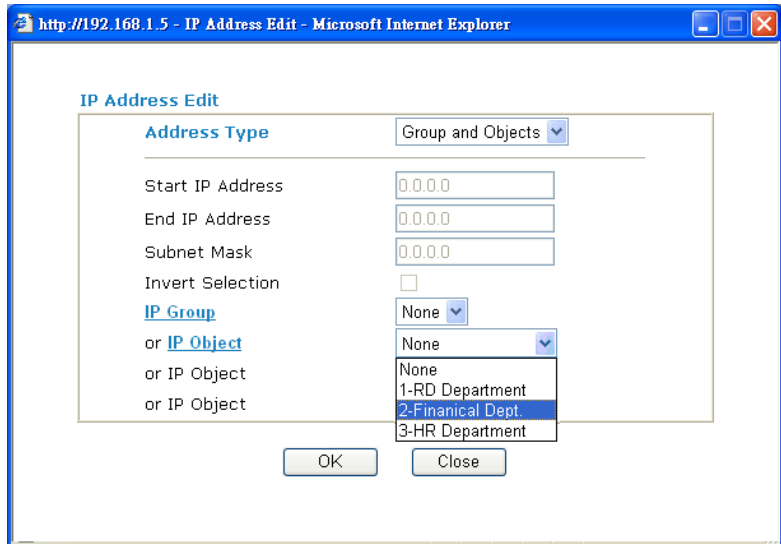 http://192.168.1.5 - IP Address Edit - Microsoft Internet Explorer
IP Address Edit
Address Type Group and Objects
Start IP Address 0.0.0.0
End IP Address 0.0.0.0
Subnet Mask 0.0.0.0
Invert Selection
IP Group None
or IP Object None
or IP Object
or IP Object
None
1-RD Department
2-Finanical Dept.
3-HR Department
OK Close